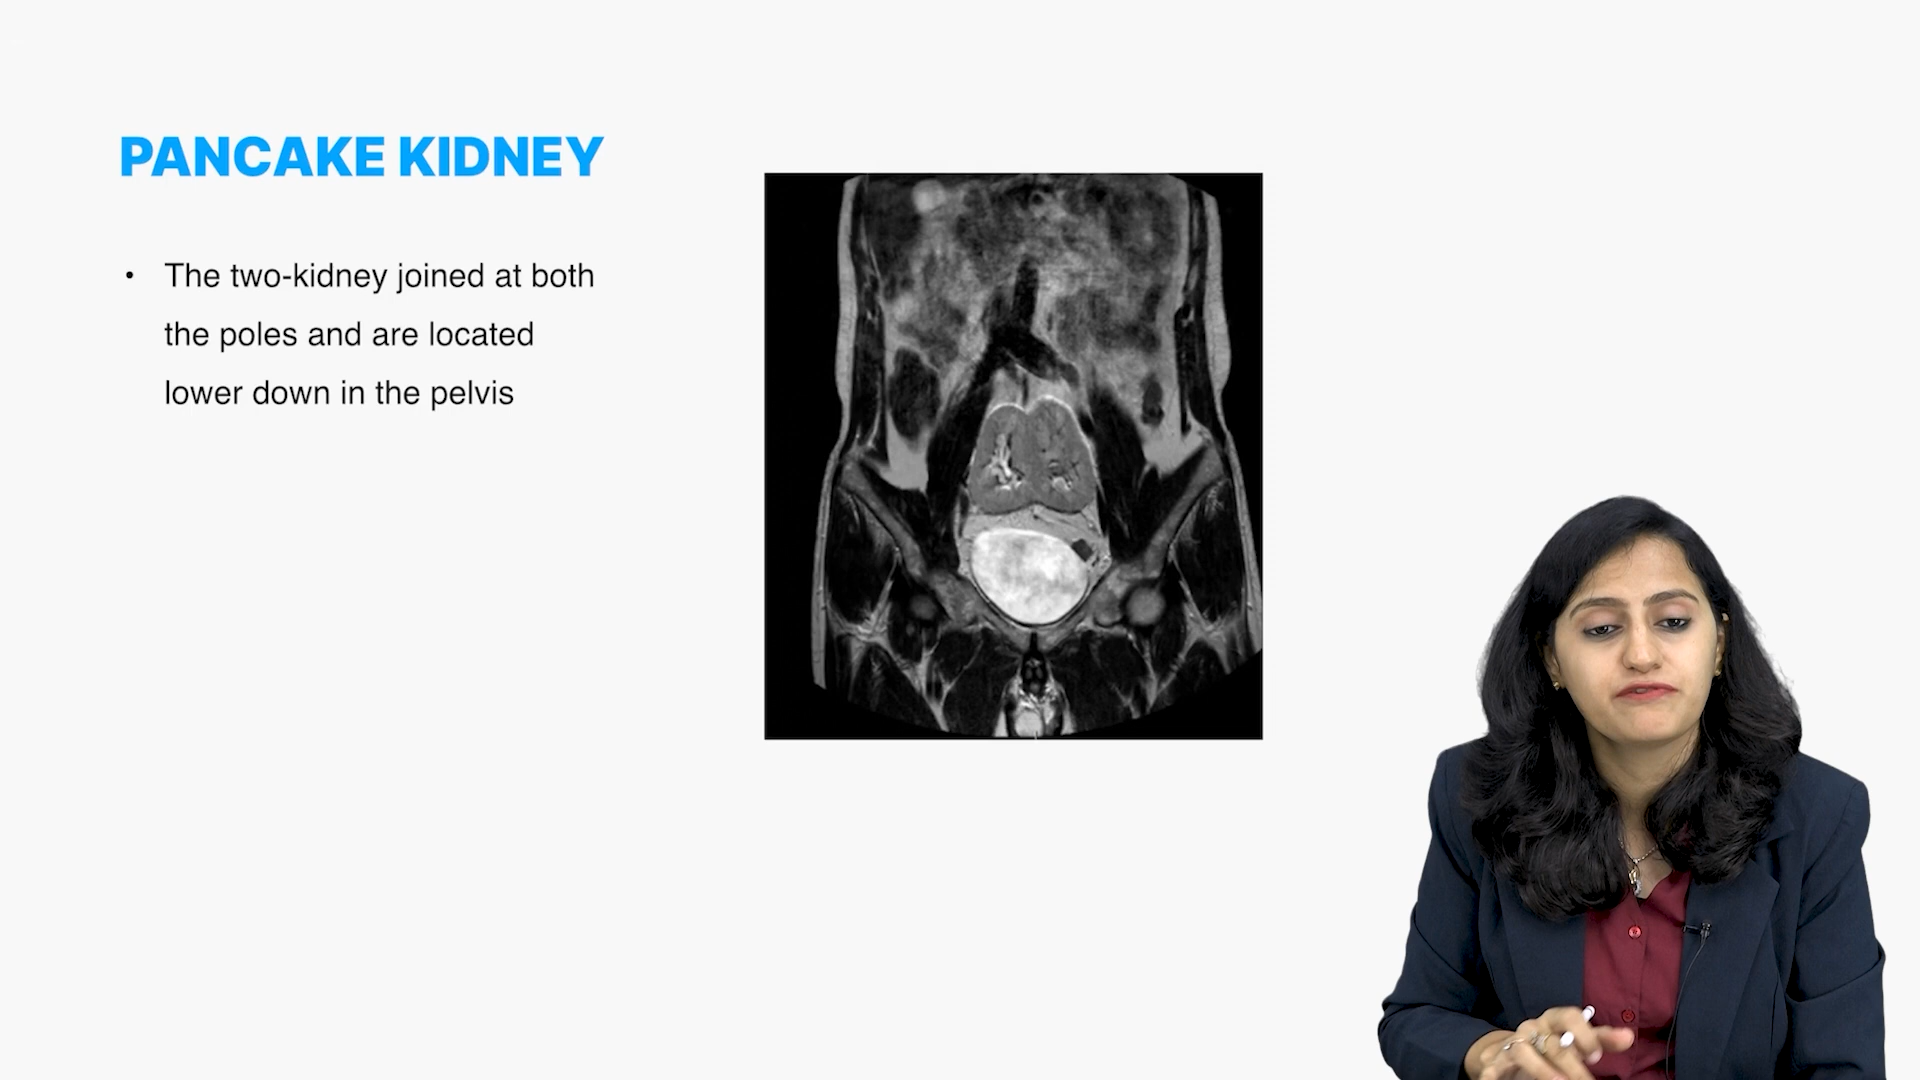 PANCAKE KIDNEY
• The two-kidney joined at both
the poles and are located
lower down in the pelvis